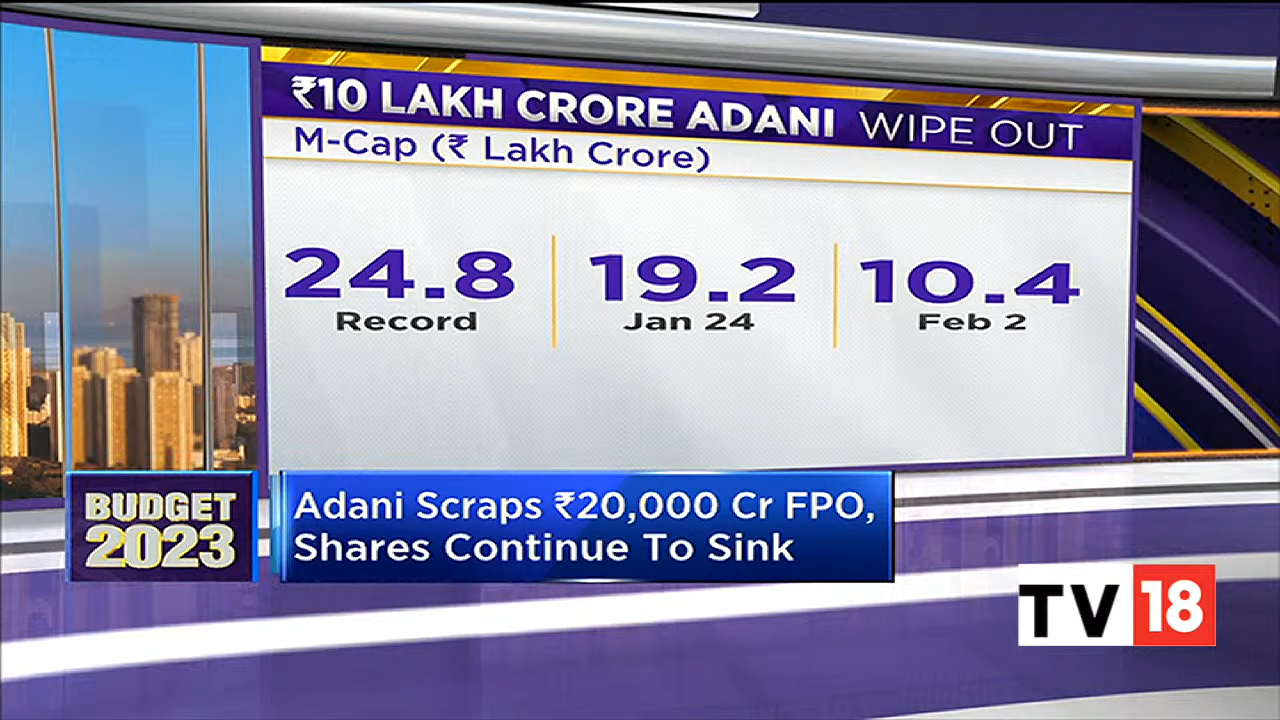 ₹10 LAKH CRORE ADANI WIPE OUT
M-Cap (₹ Lakh Crore)
24.8 19.2 10.4
Record Jan 24 Feb 2
BUDGET
2023
Adani Scraps ₹20,000 Cr FPO,
Shares Continue To Sink
TV18